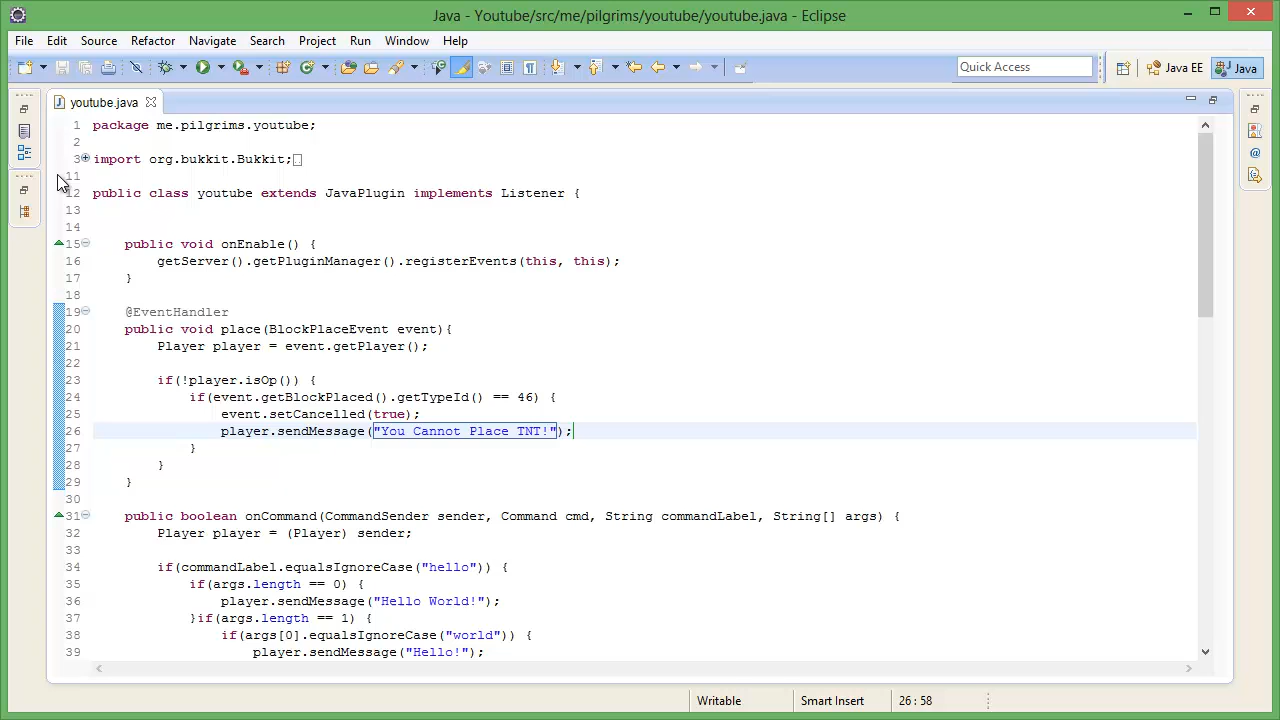 Java - Youtube/src/me/pilgrims/youtube/youtube.java - Eclipse
File Edit Source Refactor Navigate Search Project Run Window Help
Quick Access Java EE Java
youtube.java
1 package me.pilgrims.youtube;
2
3 import org.bukkit.Bukkit;
11
12 public class youtube extends JavaPlugin implements Listener {
13
14
15 public void onEnable() {
16 getServer().getPluginManager().registerEvents(this, this);
17 }
18
19 @EventHandler
20 public void place(BlockPlaceEvent event){
21 Player player = event.getPlayer();
22
23 if(!player.isOp()) {
24 if(event.getBlockPlaced().getTypeId() == 46) {
25 event.setCancelled(true);
26 player.sendMessage("You Cannot Place TNT!");
27 }
28 }
29 }
30
31 public boolean onCommand(CommandSender sender, Command cmd, String commandLabel, String[] args) {
32 Player player = (Player) sender;
33
34 if(commandLabel.equalsIgnoreCase("hello")) {
35 if(args.length == 0) {
36 player.sendMessage("Hello World!");
37 }if(args.length == 1) {
38 if(args[0].equalsIgnoreCase("world")) {
39 player.sendMessage("Hello!");
Writable Smart Insert 26 : 58